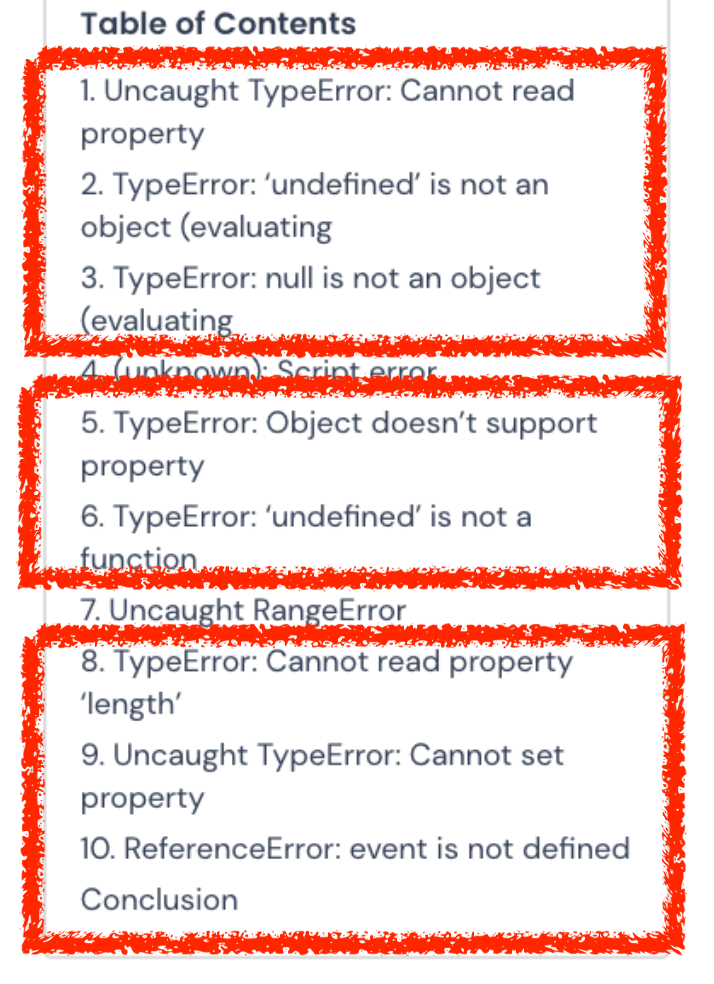 Table of Contents
1. Uncaught TypeError: Cannot read
property
2. TypeError: ‘undefined’ is not an
object (evaluating
3. TypeError: null is not an object
(evaluating
4. (unknown): Script error
5. TypeError: Object doesn’t support
property
6. TypeError: ‘undefined’ is not a
function
7. Uncaught RangeError
8. TypeError: Cannot read property
‘length’
9. Uncaught TypeError: Cannot set
property
10. ReferenceError: event is not defined
Conclusion